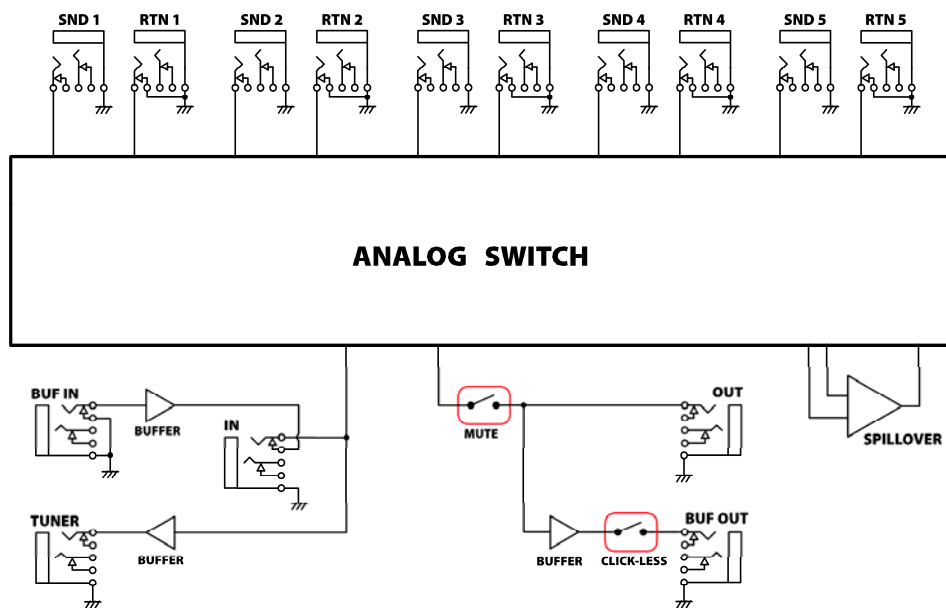 SND 1 RTN 1 SND 2 RTN 2 SND 3 RTN 3 SND 4 RTN 4 SND 5 RTN 5
ANALOG SWITCH
BUF IN
BUFFER
IN
TUNER
BUFFER
MUTE
OUT
SPILLOVER
BUFFER
CLICK-LESS
BUF OUT